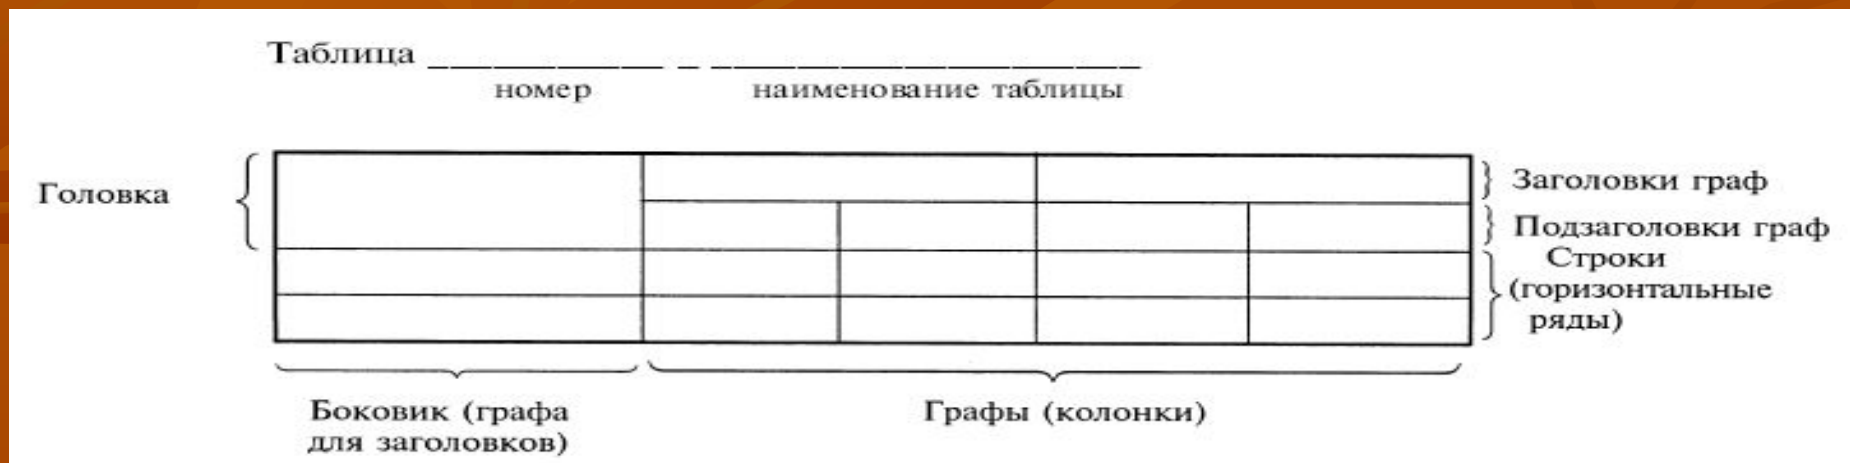 Таблица ___________ _ ____________________
номер наименование таблицы
Головка
Заголовки граф
Подзаголовки граф
Строки
(горизонтальные
ряды)
Боковик (графа
для заголовков)
Графы (колонки)